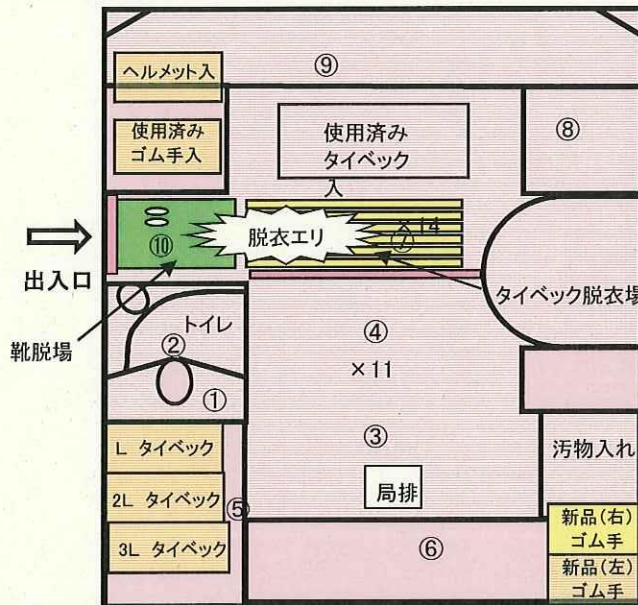 ヘルメット入
⑨
使用済み
ゴム手入
使用済み
タイベック
入
⑧
出入口
⑩
脱衣エリ
×14
⑦
タイベック脱衣場
靴脱場
トイレ
②
①
④
×11
③
局排
汚物入れ
L タイベック
2L タイベック
3L タイベック
⑤
⑥
新品(右)
ゴム手
新品(左)
ゴム手